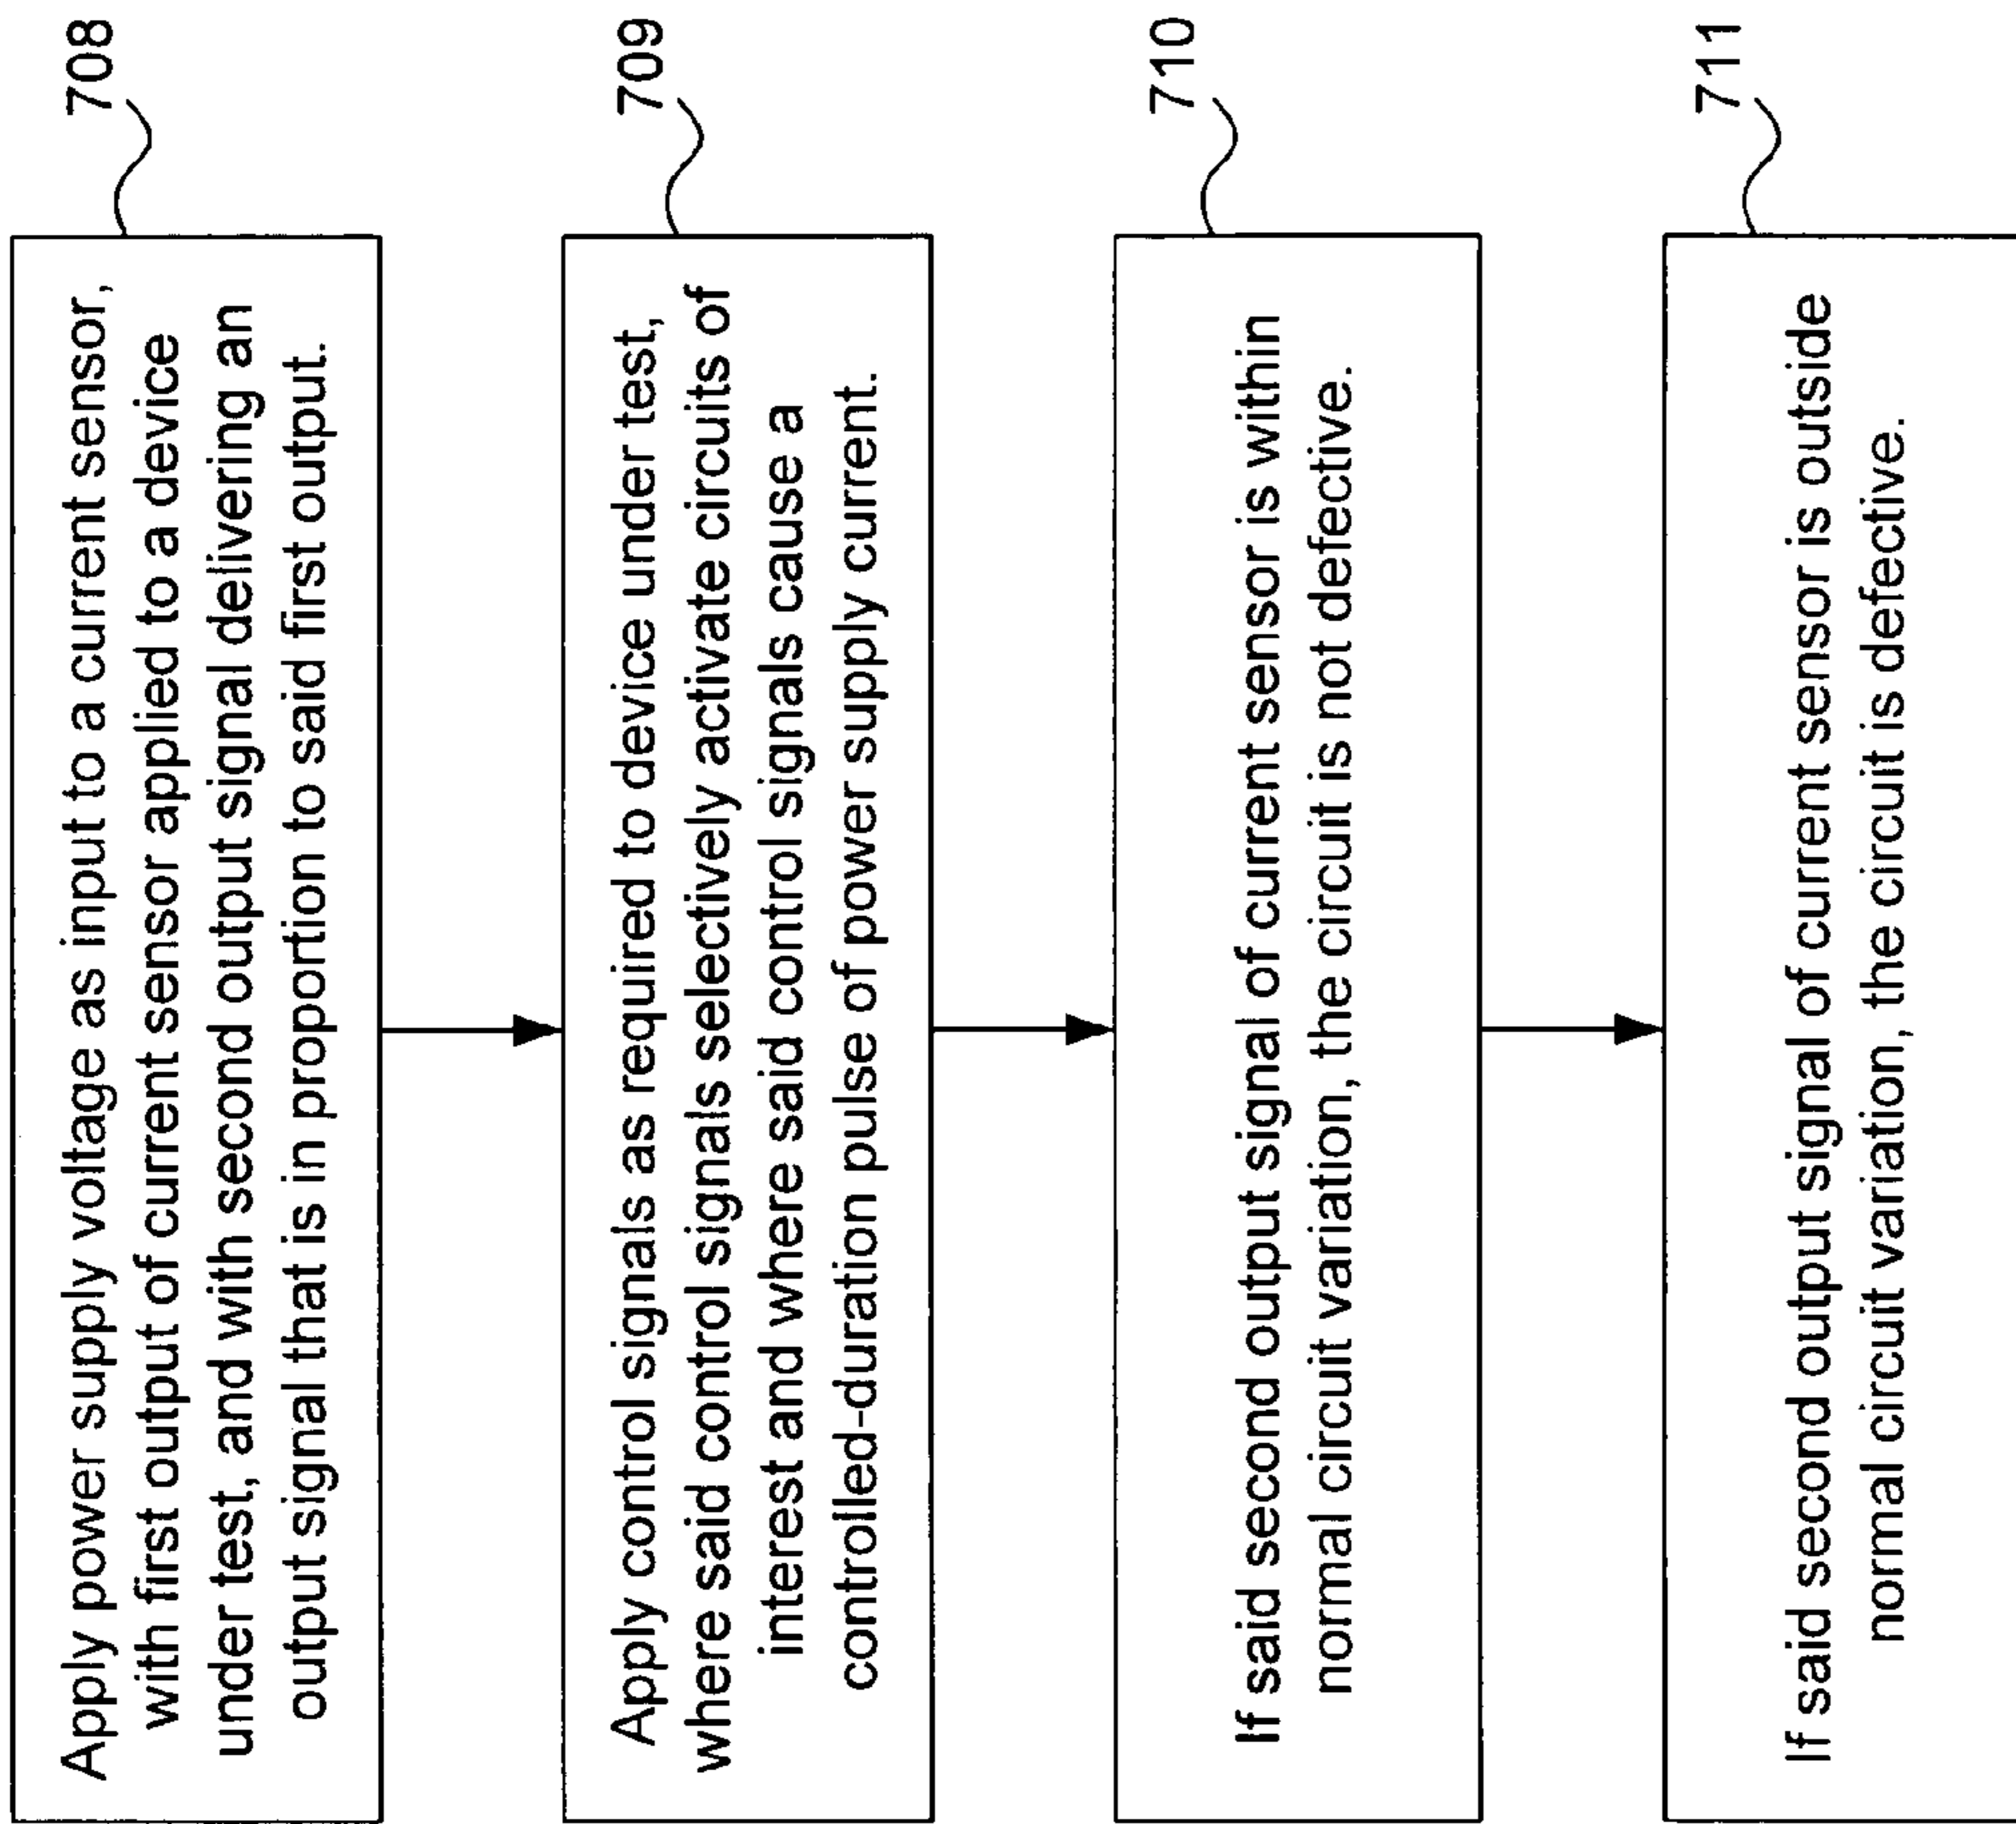 708
Apply power supply voltage as input to a current sensor,
with first output of current sensor applied to a device
under test, and with second output signal delivering an
output signal that is in proportion to said first output.
709
Apply control signals as required to device under test,
where said control signals selectively activate circuits of
interest and where said control signals cause a
controlled-duration pulse of power supply current.
710
If said second output signal of current sensor is within
normal circuit variation, the circuit is not defective.
711
If said second output signal of current sensor is outside
normal circuit variation, the circuit is defective.